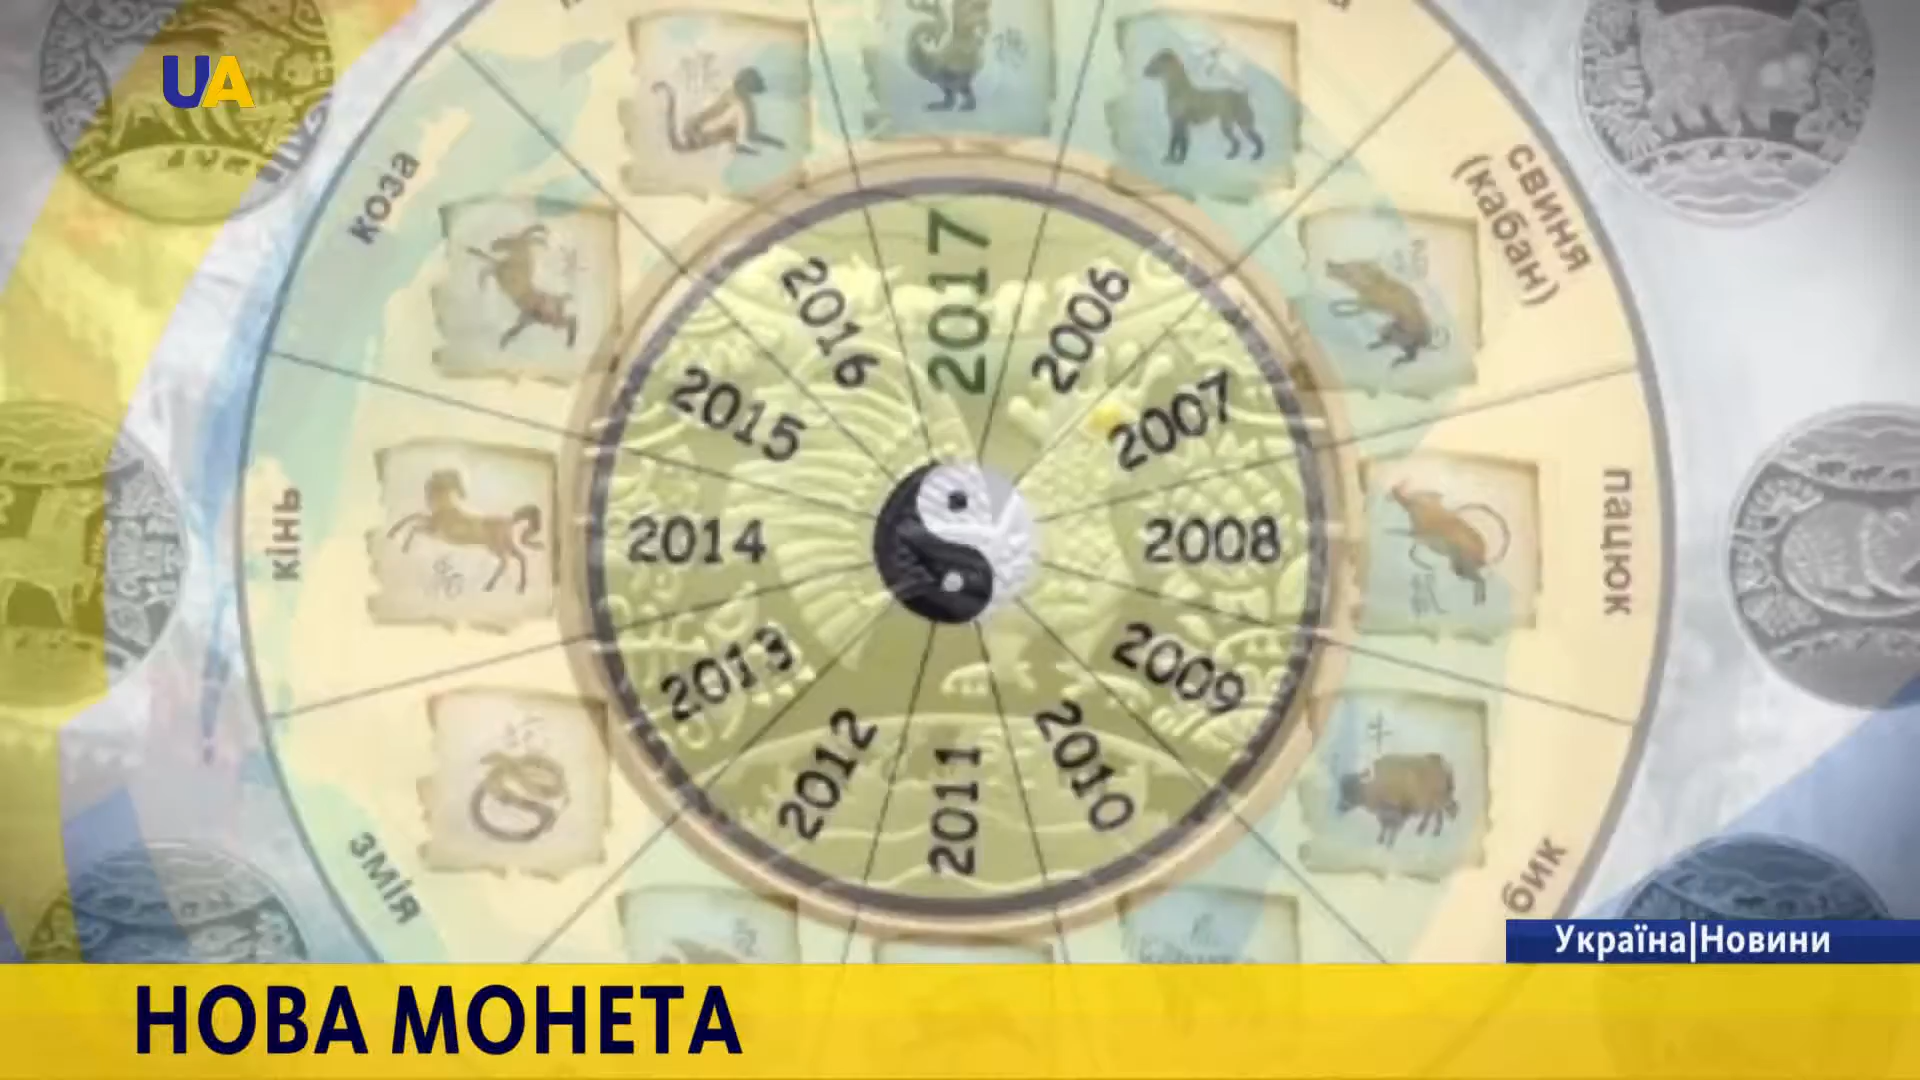 UA
коза
свиня
(кабан)
2017
2016
2006
2015
2007
кінь
2014
2008
пацюк
2013
2009
2012
2011
2010
змія
бик
Україна|Новини
НОВА МОНЕТА